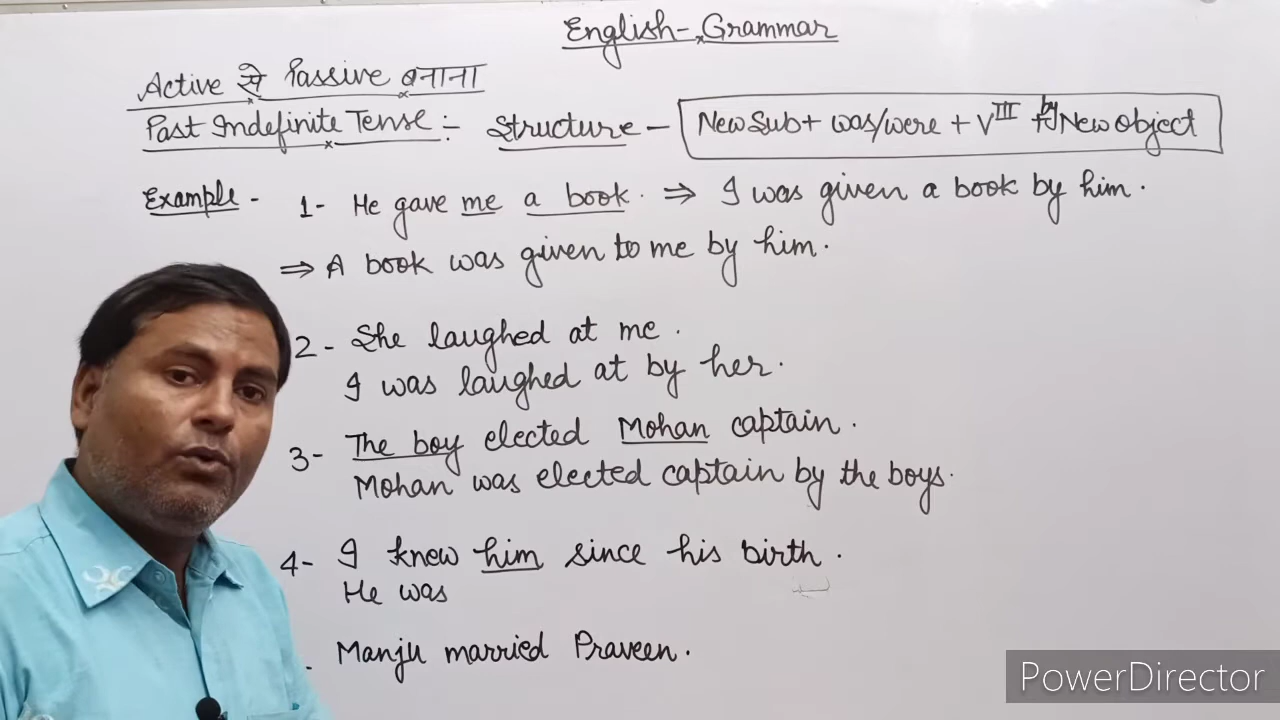 English-Grammar
Active से Passive बनाना
Past Indefinite Tense:- Structure - New Sub + was/were + V III + by New object
Example - 1- He gave me a book. ⇒ I was given a book by him.
⇒ A book was given to me by him.
2- She laughed at me.
I was laughed at by her.
3- The boy elected Mohan captain.
Mohan was elected captain by the boys.
4- I knew him since his birth.
He was
Manju married Praveen.
PowerDirector